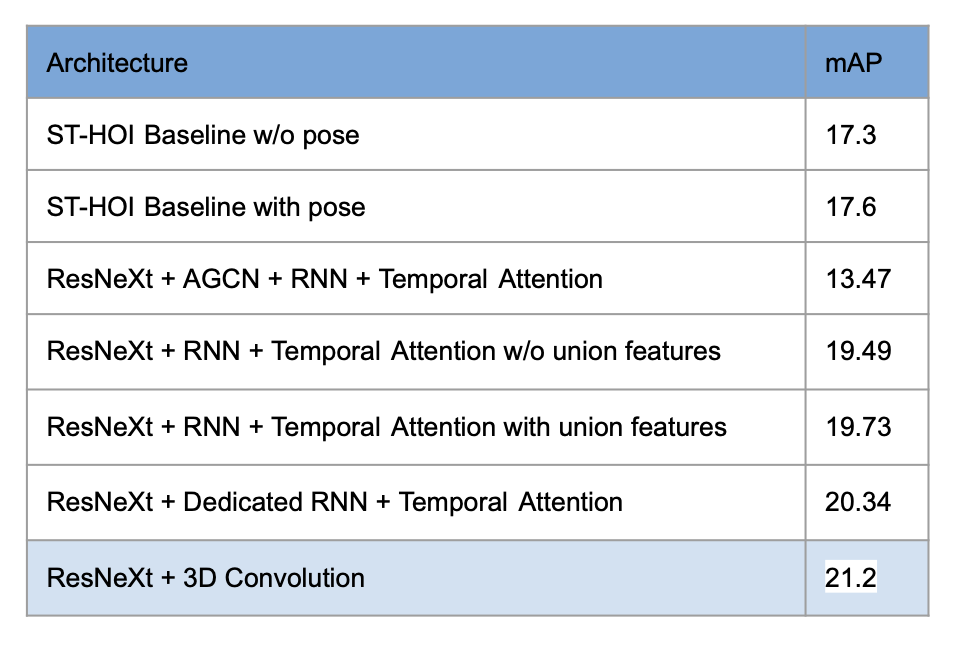 Architecture mAP
ST-HOI Baseline w/o pose 17.3
ST-HOI Baseline with pose 17.6
ResNeXt + AGCN + RNN + Temporal Attention 13.47
ResNeXt + RNN + Temporal Attention w/o union features 19.49
ResNeXt + RNN + Temporal Attention with union features 19.73
ResNeXt + Dedicated RNN + Temporal Attention 20.34
ResNeXt + 3D Convolution 21.2